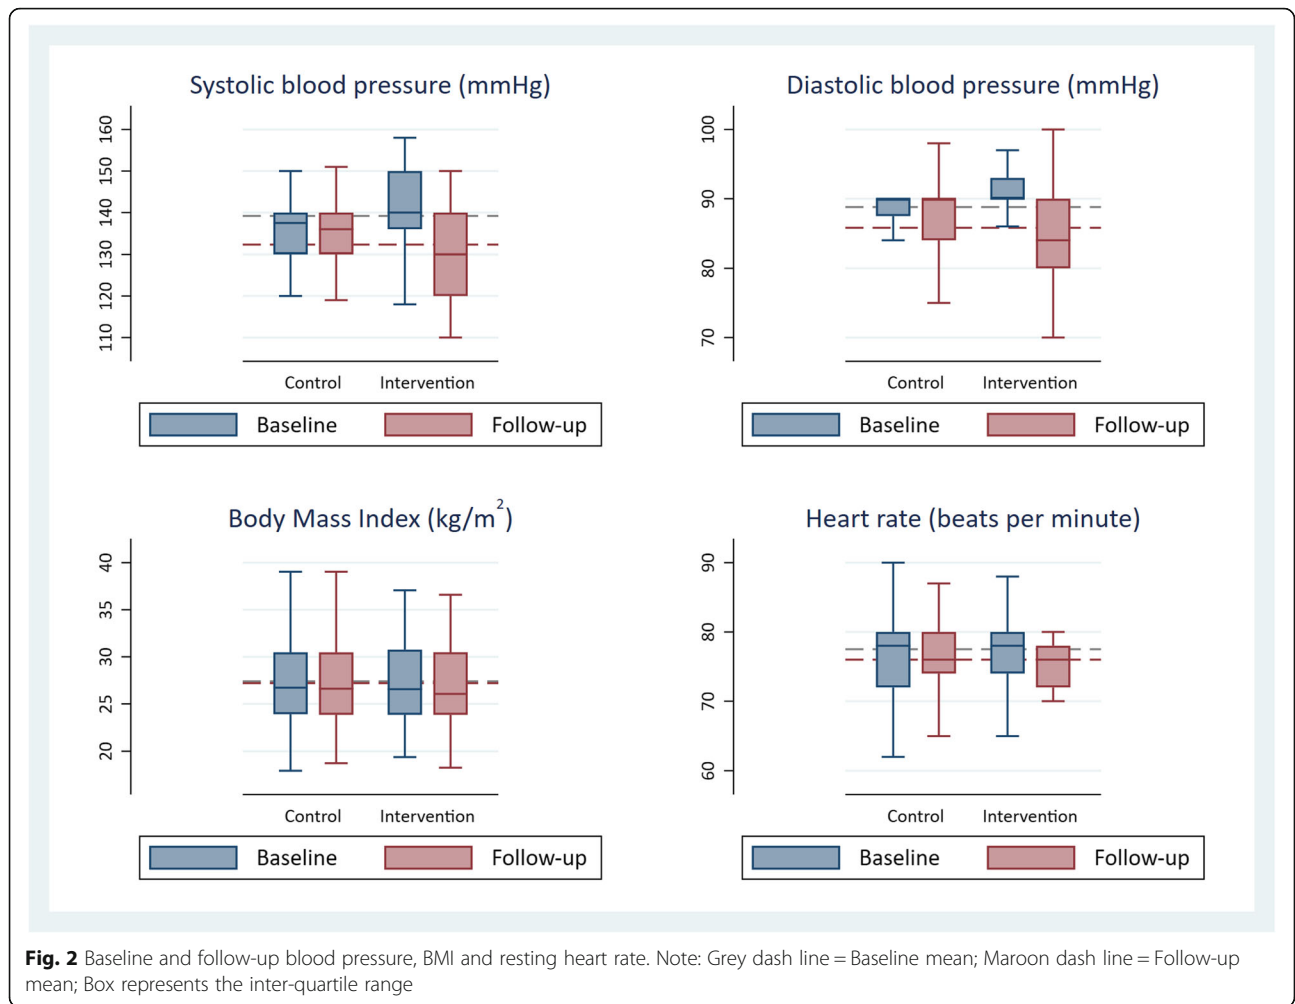 Systolic blood pressure (mmHg)
160
150
140
130
120
110
Control Intervention
Baseline Follow-up
Diastolic blood pressure (mmHg)
100
90
80
70
Control Intervention
Baseline Follow-up
Body Mass Index (kg/m²)
40
35
30
25
20
Control Intervention
Baseline Follow-up
Heart rate (beats per minute)
90
80
70
60
Control Intervention
Baseline Follow-up
Fig. 2 Baseline and follow-up blood pressure, BMI and resting heart rate. Note: Grey dash line = Baseline mean; Maroon dash line = Follow-up
mean; Box represents the inter-quartile range